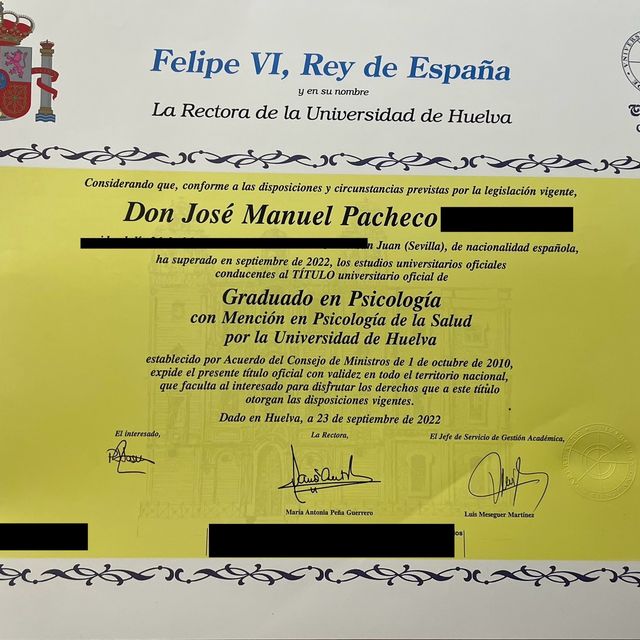 Felipe VI, Rey de España
y en su nombre
La Rectora de la Universidad de Huelva
Considerando que, conforme a las disposiciones y circunstancias previstas por la legislación vigente,
Don José Manuel Pacheco
Juan (Sevilla), de nacionalidad española,
ha superado en septiembre de 2022, los estudios universitarios oficiales
conducentes al TÍTULO universitario oficial de
Graduado en Psicología
con Mención en Psicología de la Salud
por la Universidad de Huelva
establecido por Acuerdo del Consejo de Ministros de 1 de octubre de 2010,
expide el presente título oficial con validez en todo el territorio nacional,
que faculta al interesado para disfrutar los derechos que a este título
otorgan las disposiciones vigentes.
Dado en Huelva, a 23 de septiembre de 2022
El interesado,
La Rectora,
El Jefe de Servicio de Gestión Académica,
María Antonia Peña Guerrero
Luis Meseguer Martínez